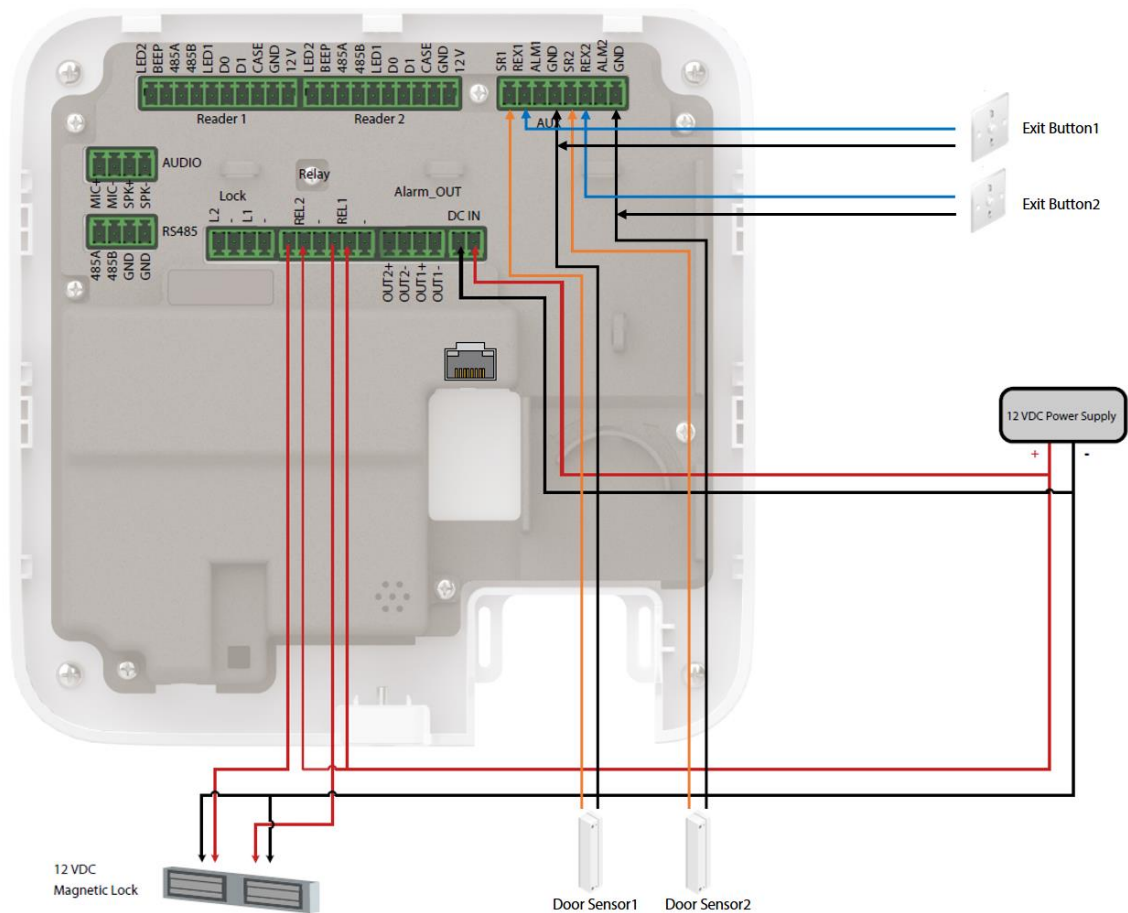 LED2 BEEP 485A 485B LED1 D0 D1 CASE GND 12 V LED2 BEEP 485A 485B LED1 D0 D1 CASE GND 12 V
SR1 REX1 ALM1 GND SR2 REX2 ALM2 GND
Reader 1
Reader 2
AUX
Exit Button1
AUDIO
MIC+ MIC- SPK+ SPK-
Lock
Relay
Alarm_OUT
Exit Button2
L2 - L1 - REL2 - REL1 -
DC IN
RS485
485A 485B GND GND
OUT2+ OUT2- OUT1+ OUT1-
12 VDC Power Supply
+ -
12 VDC
Magnetic Lock
Door Sensor1
Door Sensor2